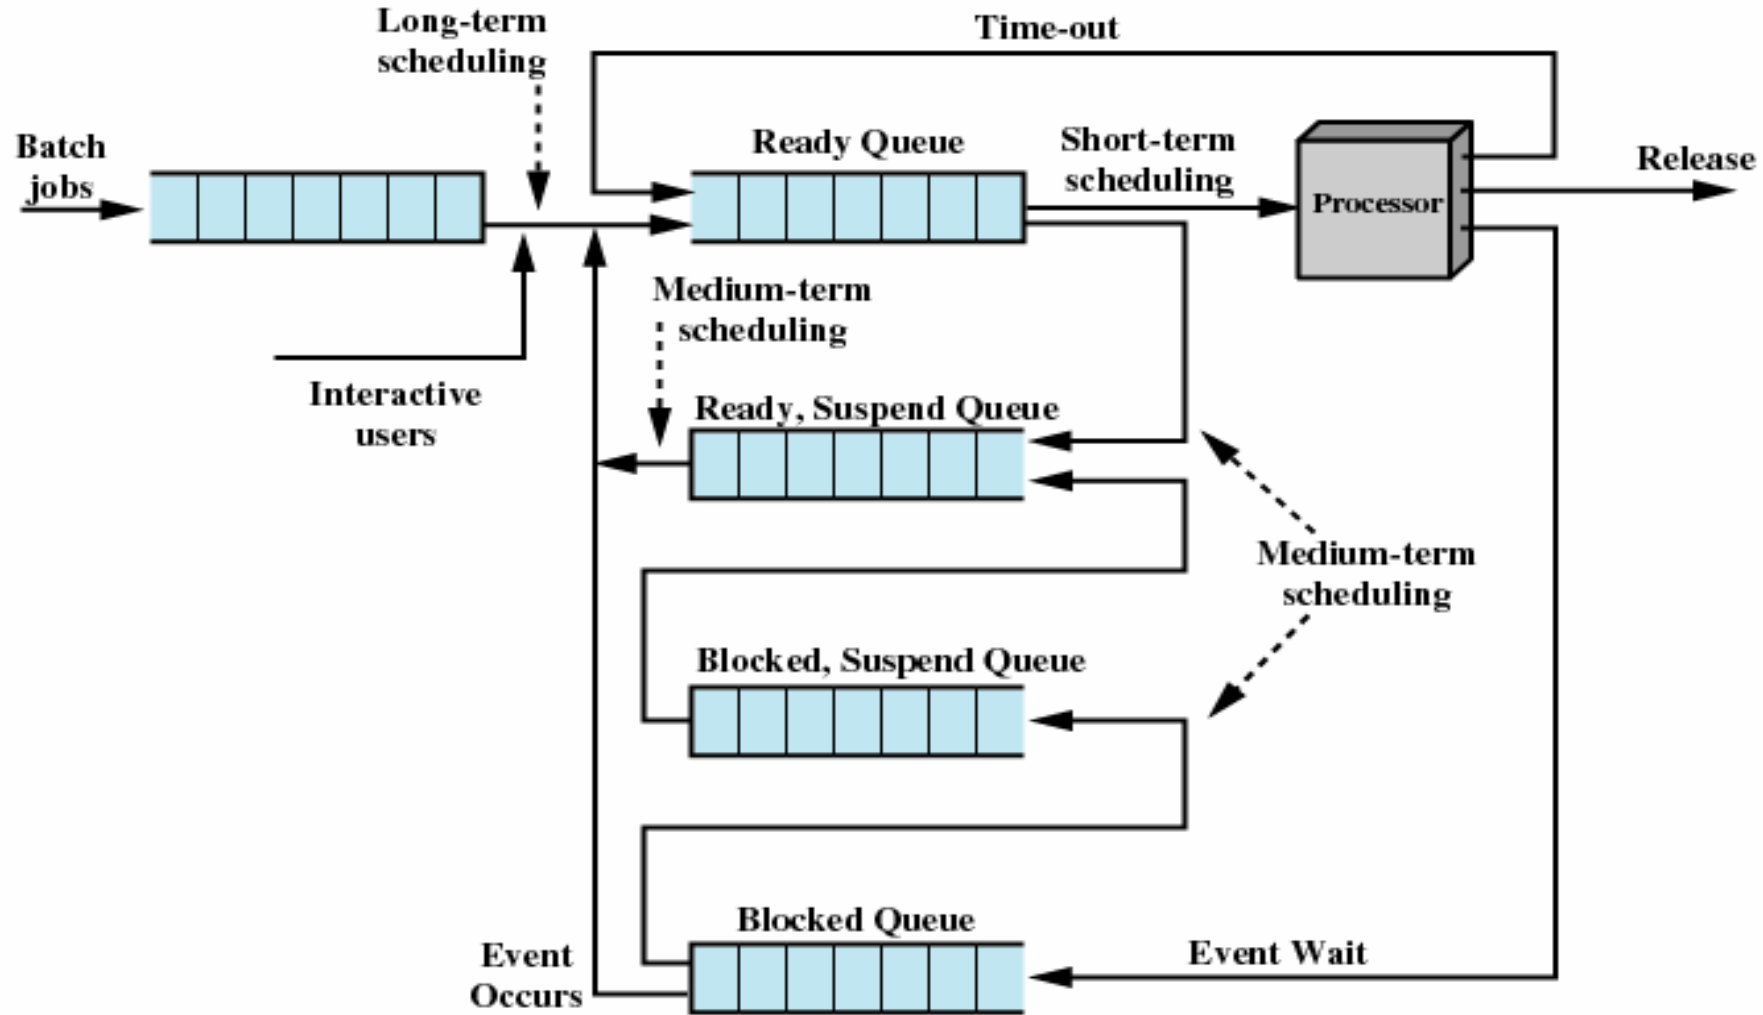 Long-term
scheduling
Time-out
Batch
jobs
Ready Queue
Short-term
scheduling
Processor
Release
Interactive
users
Medium-term
scheduling
Ready, Suspend Queue
Medium-term
scheduling
Blocked, Suspend Queue
Blocked Queue
Event
Occurs
Event Wait